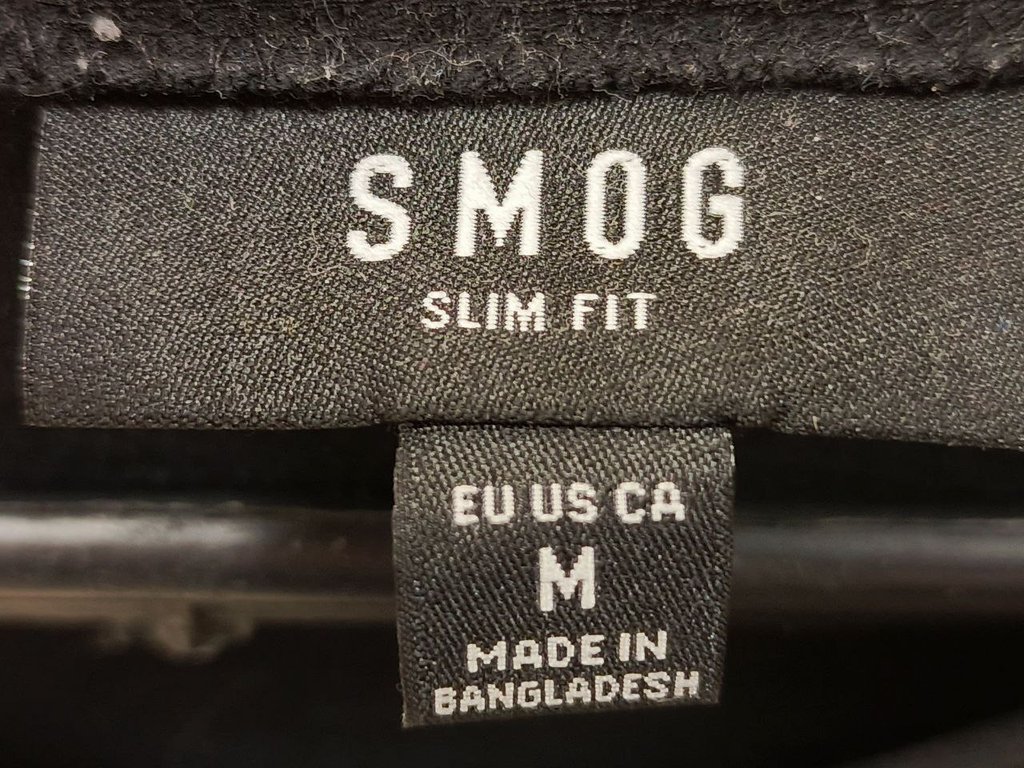 SMOG
SLIM FIT
EU US CA
M
MADE IN
BANGLADESH